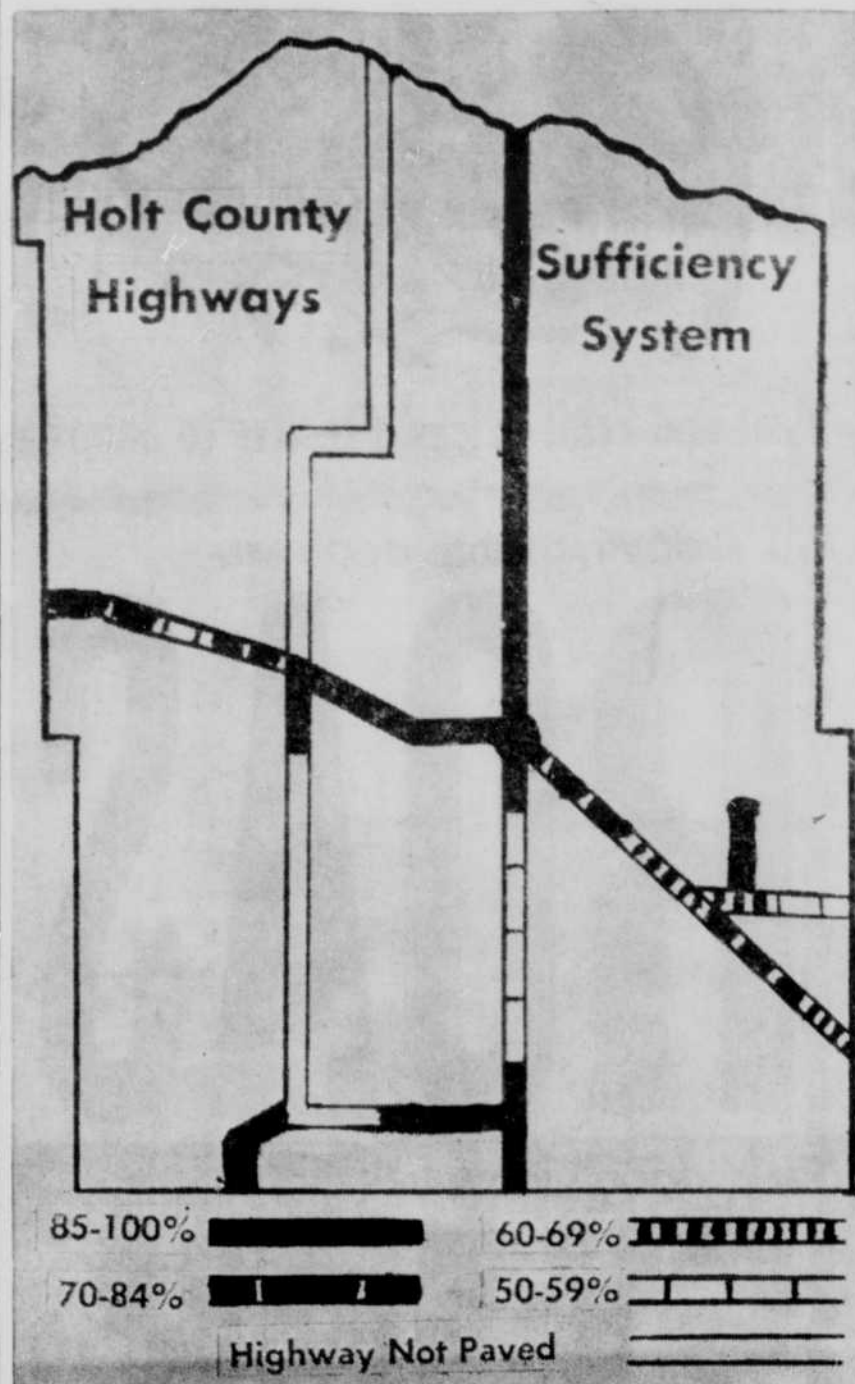 Holt County
Highways
Sufficiency
System
85-100%
60-69%
70-84%
50-59%
Highway Not Paved